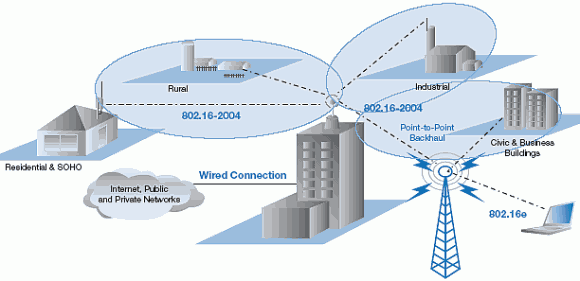 Rural
Industrial
802.16-2004
802.16-2004
Point-to-Point
Backhaul
Civic & Business
Buildings
Residential & SOHO
Wired Connection
Internet, Public
and Private Networks
802.16e